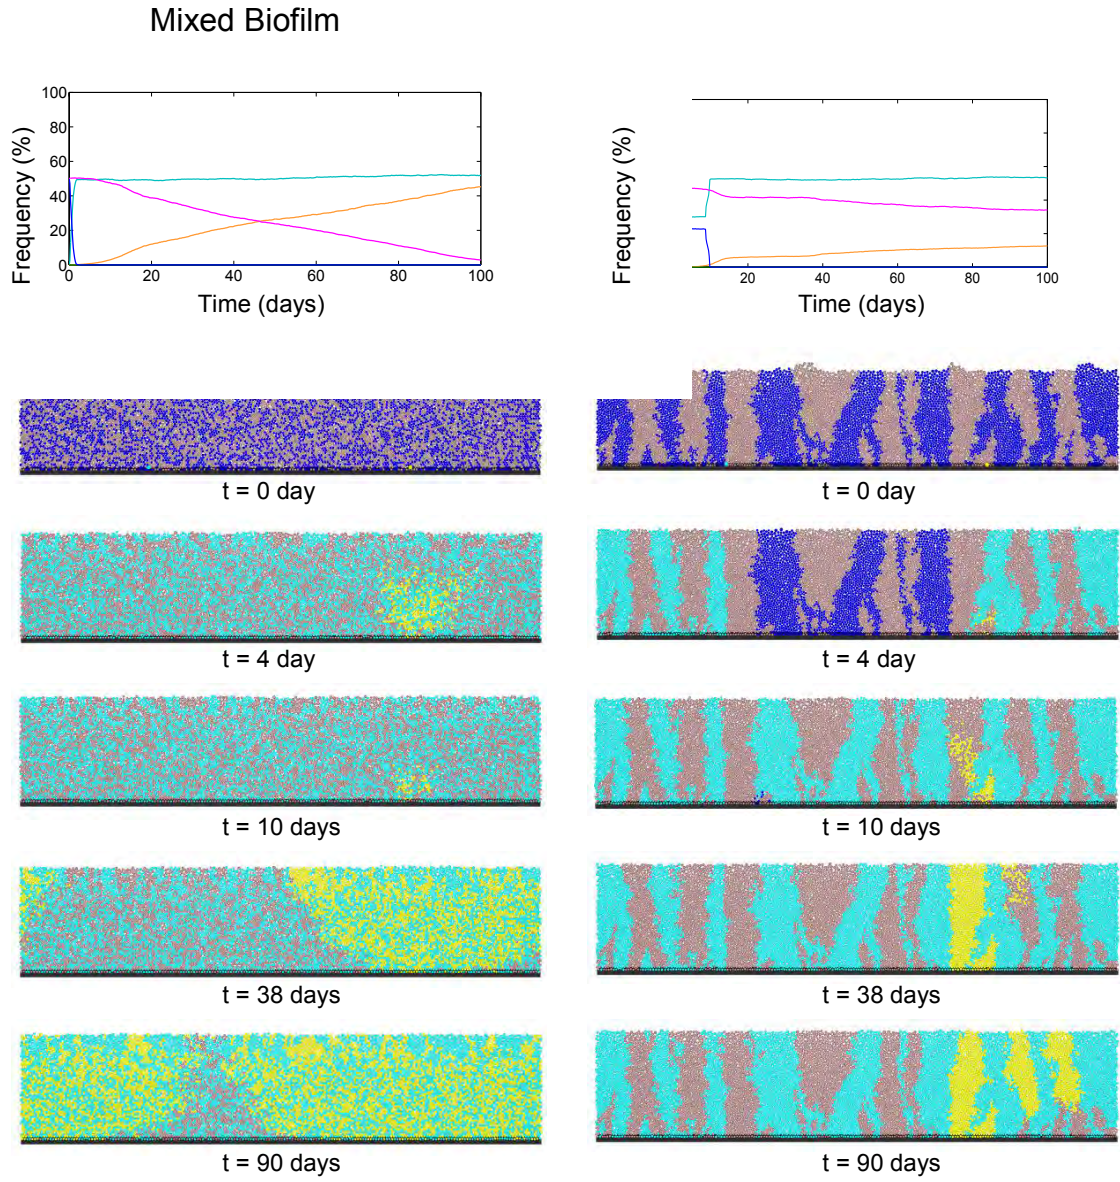 Mixed Biofilm
Frequency (%)
100
80
60
40
20
0
0 20 40 60 80 100
Time (days)
Frequency (%)
20 40 60 80 100
Time (days)
t = 0 day
t = 0 day
t = 4 day
t = 4 day
t = 10 days
t = 10 days
t = 38 days
t = 38 days
t = 90 days
t = 90 days